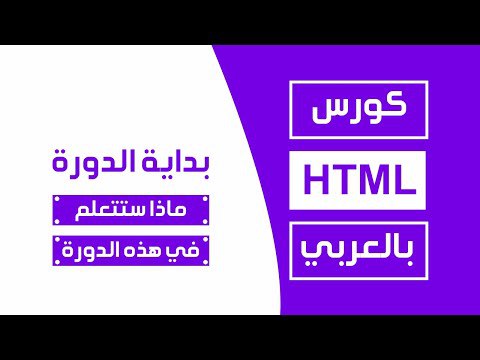 كورس
HTML
بالعربي
بداية الدورة
ماذا ستتعلم
في هذه الدورة